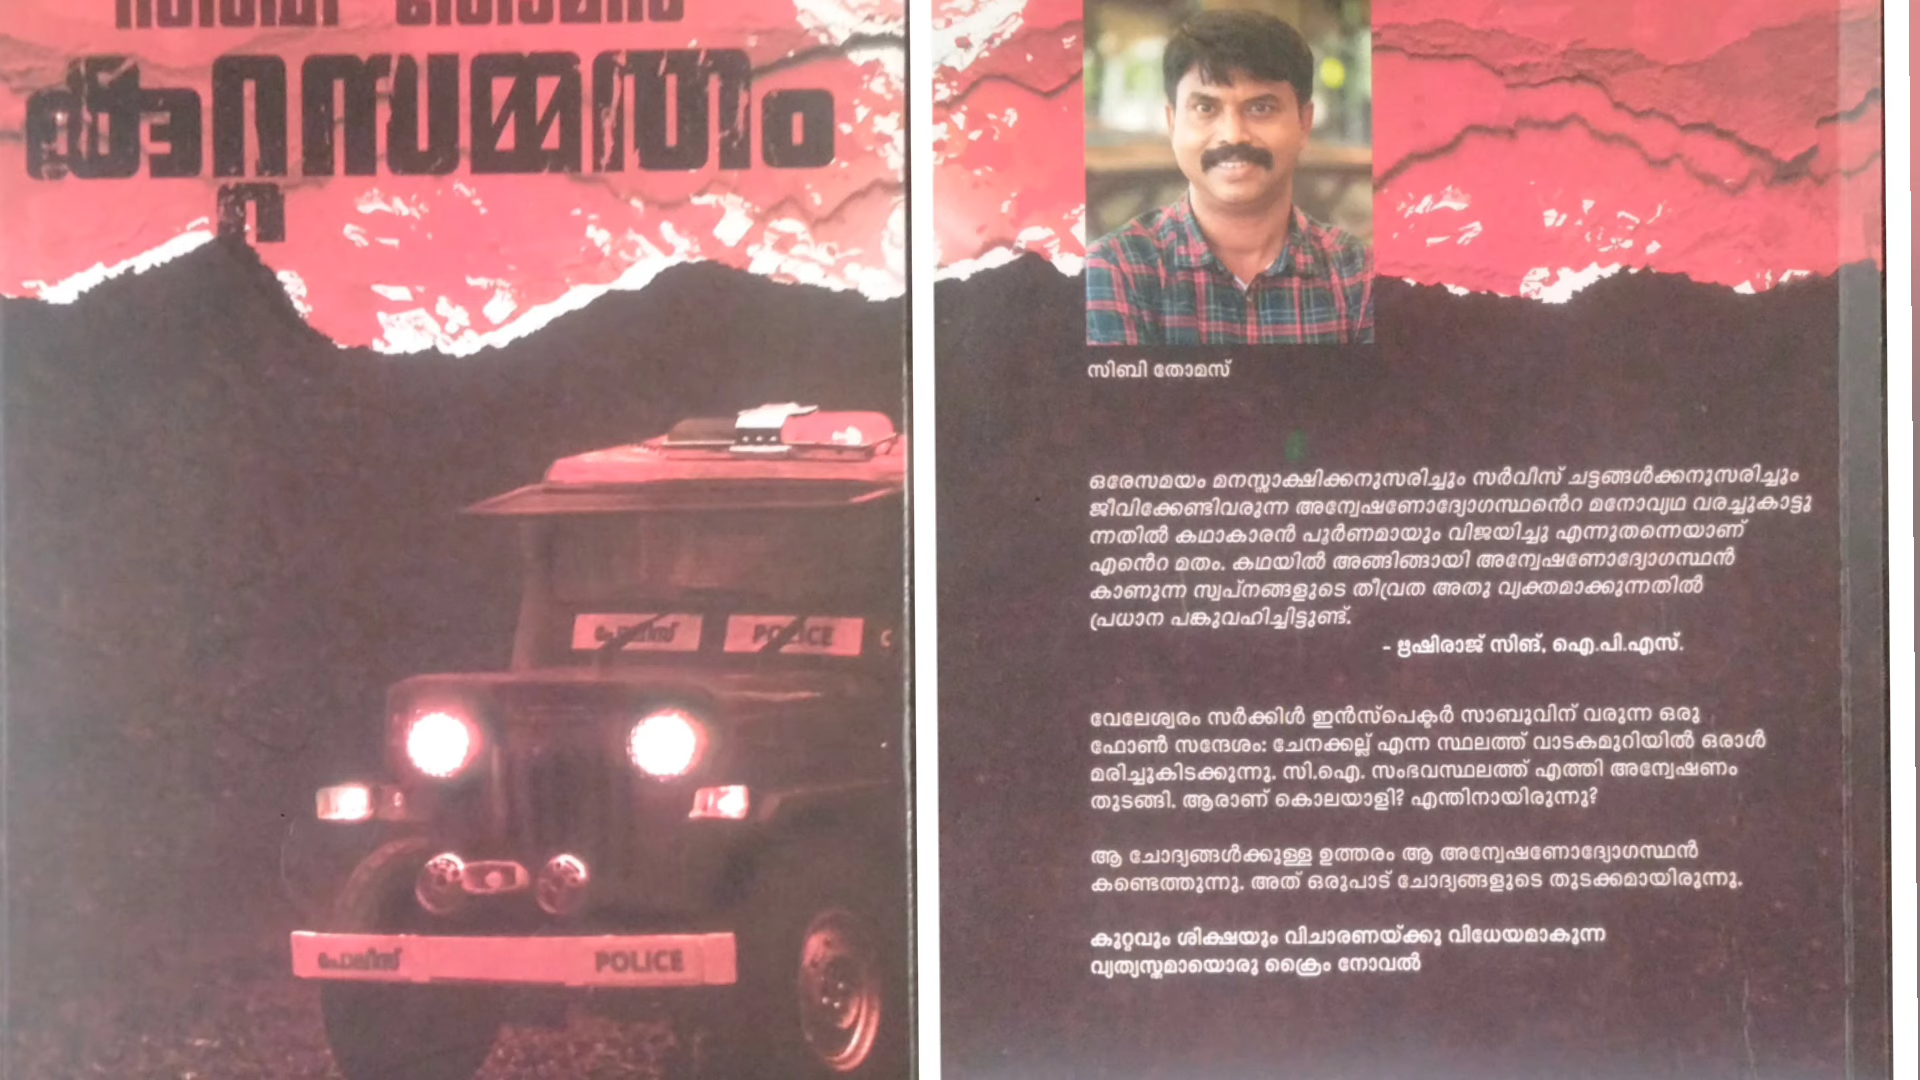 സിബി തോമസ്
കുറ്റസമ്മതം
പോലീസ്
POLICE
പോലീസ്
POLICE
സിബി തോമസ്
ഒരേസമയം മനസ്സാക്ഷിക്കനുസരിച്ചും സർവീസ് ചട്ടങ്ങൾക്കനുസരിച്ചും
ജീവിക്കേണ്ടിവരുന്ന അന്വേഷണോദ്യോഗസ്ഥന്റെ മനോവ്യഥ വരച്ചുകാട്ടു
ന്നതിൽ കഥാകാരൻ പൂർണമായും വിജയിച്ചു എന്നുതന്നെയാണ്
എന്റെ മതം. കഥയിൽ അങ്ങിങ്ങായി അന്വേഷണോദ്യോഗസ്ഥൻ
കാണുന്ന സ്വപ്നങ്ങളുടെ തീവ്രത അതു വ്യക്തമാക്കുന്നതിൽ
പ്രധാന പങ്കുവഹിച്ചിട്ടുണ്ട്.
- ഋഷിരാജ് സിങ്, ഐ.പി.എസ്.
വേലേശ്വരം സർക്കിൾ ഇൻസ്പെക്ടർ സാബുവിന് വരുന്ന ഒരു
ഫോൺ സന്ദേശം: ചേനക്കല്ല് എന്ന സ്ഥലത്ത് വാടകമുറിയിൽ ഒരാൾ
മരിച്ചുകിടക്കുന്നു. സി.ഐ. സംഭവസ്ഥലത്ത് എത്തി അന്വേഷണം
തുടങ്ങി. ആരാണ് കൊലയാളി? എന്തിനായിരുന്നു?
ആ ചോദ്യങ്ങൾക്കുള്ള ഉത്തരം ആ അന്വേഷണോദ്യോഗസ്ഥൻ
കണ്ടെത്തുന്നു. അത് ഒരുപാട് ചോദ്യങ്ങളുടെ തുടക്കമായിരുന്നു.
കുറ്റവും ശിക്ഷയും വിചാരണയ്ക്കു വിധേയമാകുന്ന
വ്യത്യസ്തമായൊരു ക്രൈം നോവൽ